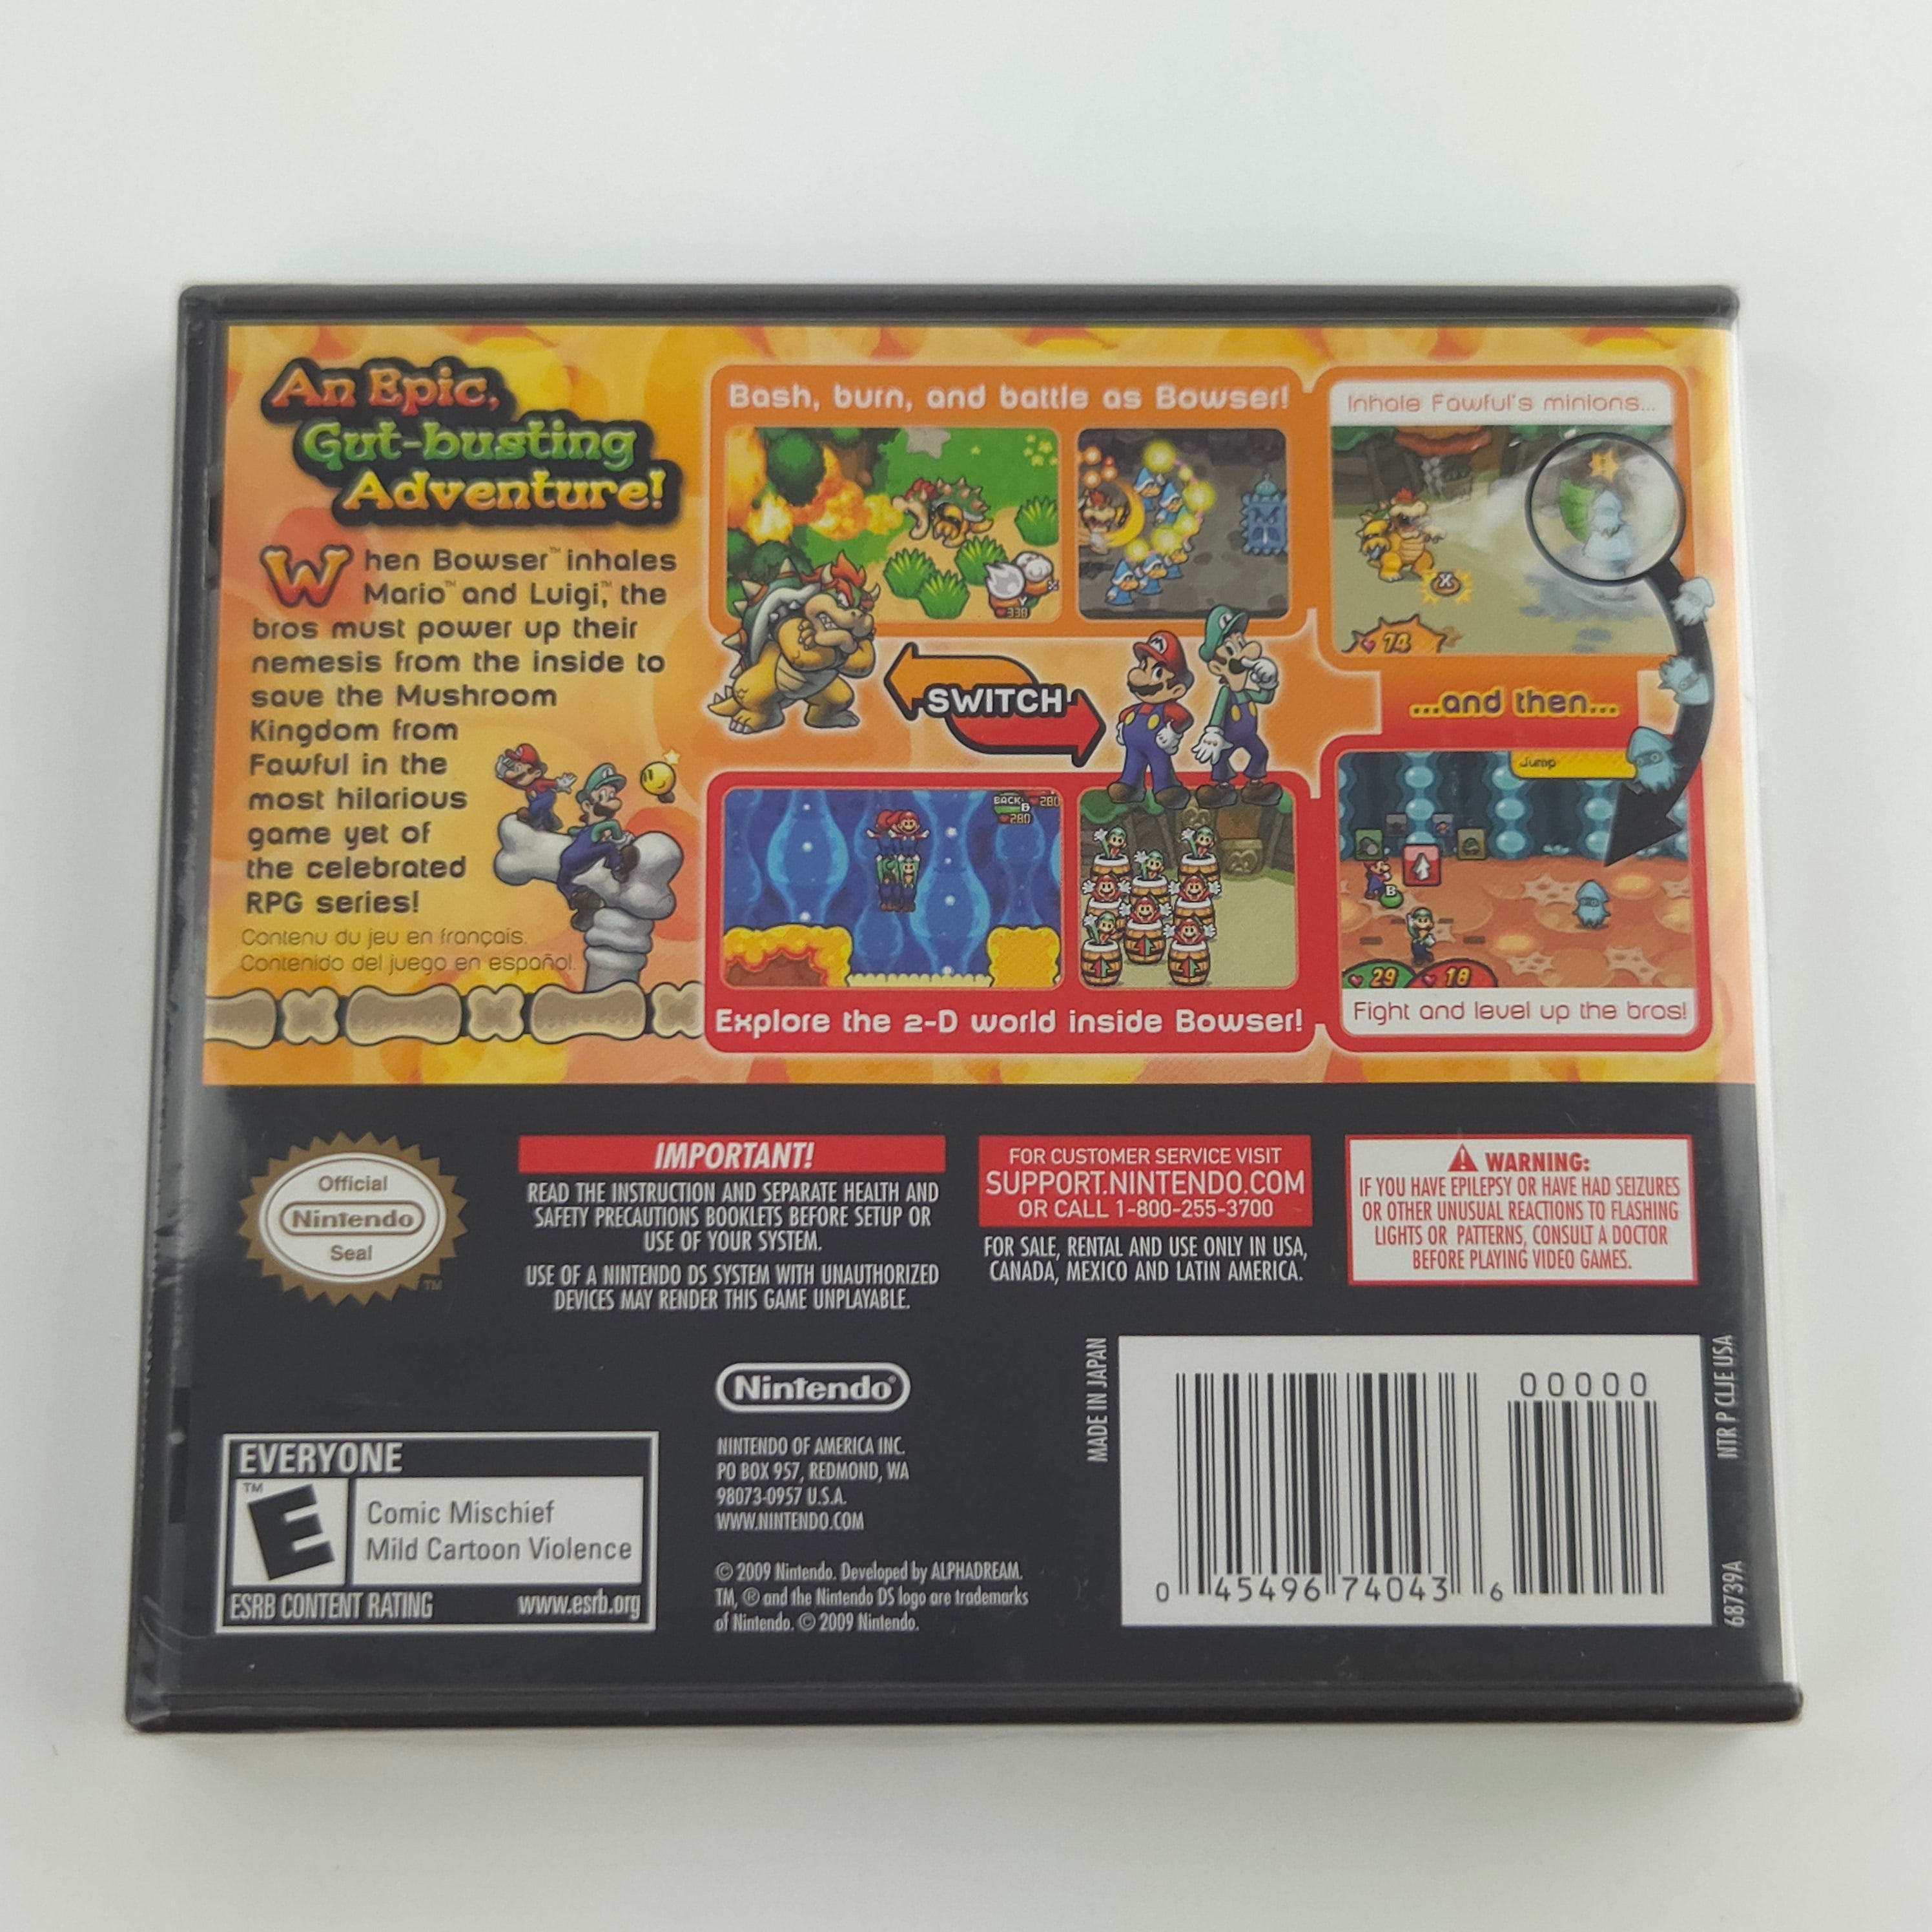 An Epic,
Gut-busting
Adventure!
When Bowser™ inhales
Mario™ and Luigi,™ the
bros must power up their
nemesis from the inside to
save the Mushroom
Kingdom from
Fawful in the
most hilarious
game yet of
the celebrated
RPG series!
Contenu du jeu en français.
Contenido del juego en español.
Bash, burn, and battle as Bowser!
X
Y
338
SWITCH
BACK:
B
280
280
Explore the 2-D world inside Bowser!
Inhale Fawful's minions...
X
74
...and then...
Jump
B
29
18
Fight and level up the bros!
Official
Nintendo
Seal
TM
IMPORTANT!
READ THE INSTRUCTION AND SEPARATE HEALTH AND
SAFETY PRECAUTIONS BOOKLETS BEFORE SETUP OR
USE OF YOUR SYSTEM.
USE OF A NINTENDO DS SYSTEM WITH UNAUTHORIZED
DEVICES MAY RENDER THIS GAME UNPLAYABLE.
FOR CUSTOMER SERVICE VISIT
SUPPORT.NINTENDO.COM
OR CALL 1-800-255-3700
FOR SALE, RENTAL AND USE ONLY IN USA,
CANADA, MEXICO AND LATIN AMERICA.
WARNING:
IF YOU HAVE EPILEPSY OR HAVE HAD SEIZURES
OR OTHER UNUSUAL REACTIONS TO FLASHING
LIGHTS OR PATTERNS, CONSULT A DOCTOR
BEFORE PLAYING VIDEO GAMES.
EVERYONE
TM
E
Comic Mischief
Mild Cartoon Violence
ESRB CONTENT RATING www.esrb.org
Nintendo®
NINTENDO OF AMERICA INC.
PO BOX 957, REDMOND, WA
98073-0957 U.S.A.
WWW.NINTENDO.COM
© 2009 Nintendo. Developed by ALPHADREAM.
TM, ® and the Nintendo DS logo are trademarks
of Nintendo. © 2009 Nintendo.
MADE IN JAPAN
00000
0 45496 74043 6
NTR P CLJE USA
68739A